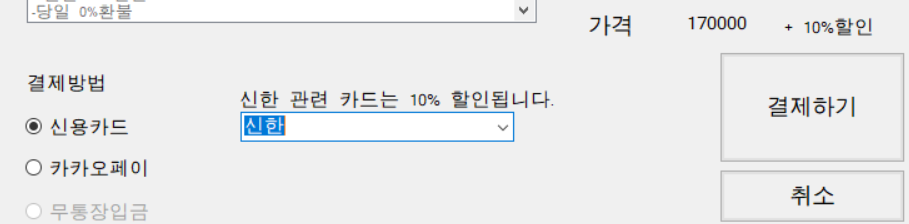 -당일 0%환불
가격 170000 + 10%할인
결제방법
신한 관련 카드는 10% 할인됩니다.
결제하기
신용카드
신한
카카오페이
취소
무통장입금